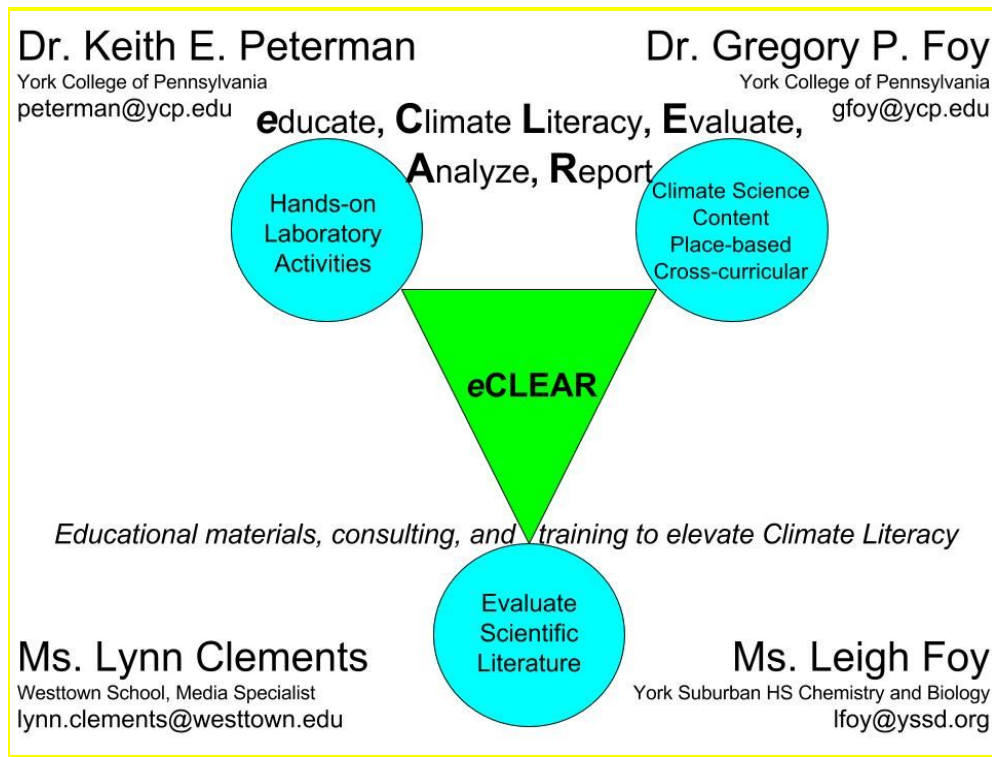 Dr. Keith E. Peterman
York College of Pennsylvania
peterman@ycp.edu
Dr. Gregory P. Foy
York College of Pennsylvania
gfoy@ycp.edu
educate, Climate Literacy, Evaluate,
Analyze, Report
Hands-on
Laboratory
Activities
Climate Science
Content
Place-based
Cross-curricular
eCLEAR
Educational materials, consulting, and training to elevate Climate Literacy
Evaluate
Scientific
Literature
Ms. Lynn Clements
Westtown School, Media Specialist
lynn.clements@westtown.edu
Ms. Leigh Foy
York Suburban HS Chemistry and Biology
lfoy@yssd.org